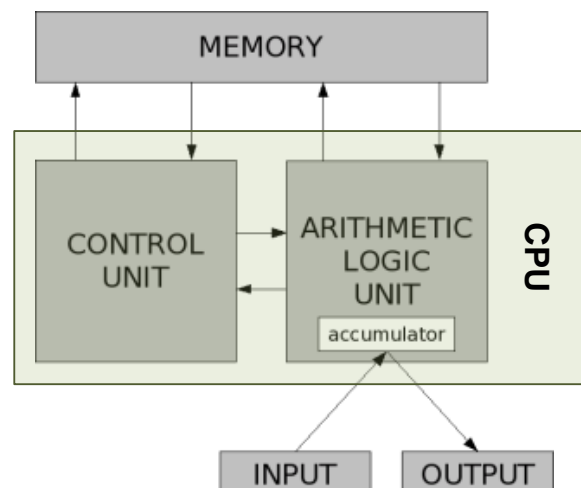 MEMORY
CONTROL
UNIT
ARITHMETIC
LOGIC
UNIT
accumulator
CPU
INPUT
OUTPUT